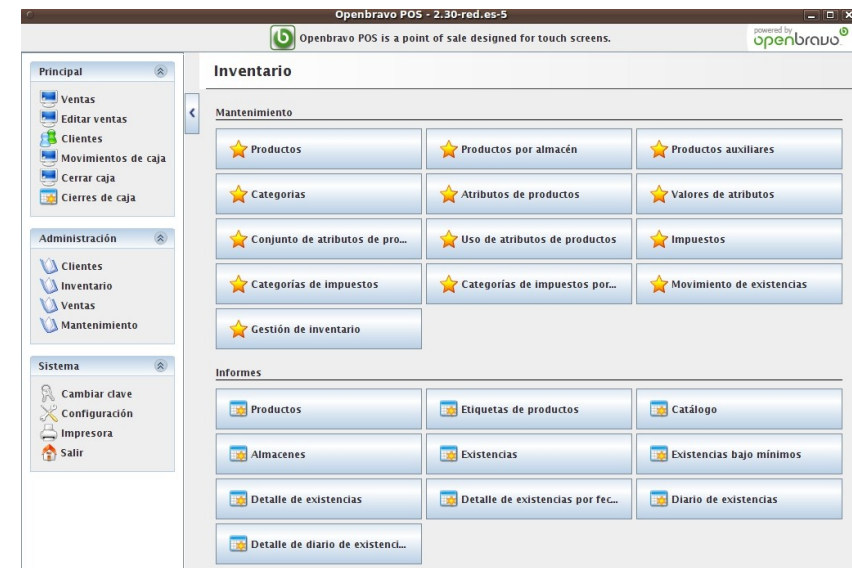 Openbravo POS - 2.30-red.es-5
Openbravo POS is a point of sale designed for touch screens.
powered by
openbravo
Principal
Ventas
Editar ventas
Clientes
Movimientos de caja
Cerrar caja
Cierres de caja
Administración
Clientes
Inventario
Ventas
Mantenimiento
Sistema
Cambiar clave
Configuración
Impresora
Salir
Inventario
Mantenimiento
Productos
Productos por almacén
Productos auxiliares
Categorias
Atributos de productos
Valores de atributos
Conjunto de atributos de pro...
Uso de atributos de productos
Impuestos
Categorías de impuestos
Categorías de impuestos por...
Movimiento de existencias
Gestión de inventario
Informes
Productos
Etiquetas de productos
Catálogo
Almacenes
Existencias
Existencias bajo mínimos
Detalle de existencias
Detalle de existencias por fec...
Diario de existencias
Detalle de diario de existenci...